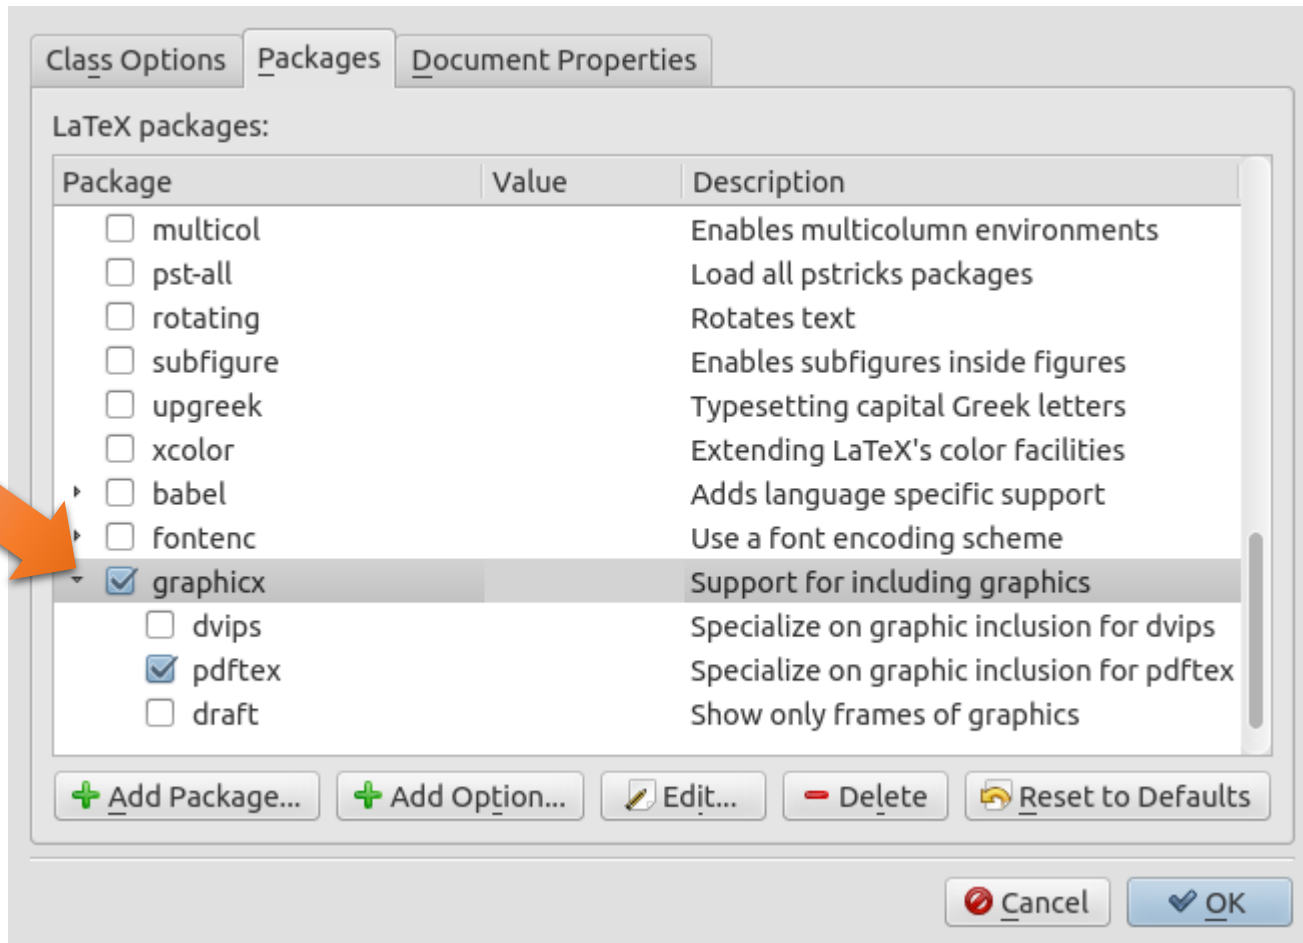 Class Options Packages Document Properties
LaTeX packages:
Package Value Description
multicol Enables multicolumn environments
pst-all Load all pstricks packages
rotating Rotates text
subfigure Enables subfigures inside figures
upgreek Typesetting capital Greek letters
xcolor Extending LaTeX's color facilities
babel Adds language specific support
fontenc Use a font encoding scheme
graphicx Support for including graphics
dvips Specialize on graphic inclusion for dvips
pdftex Specialize on graphic inclusion for pdftex
draft Show only frames of graphics
Add Package... Add Option... Edit... Delete Reset to Defaults
Cancel OK